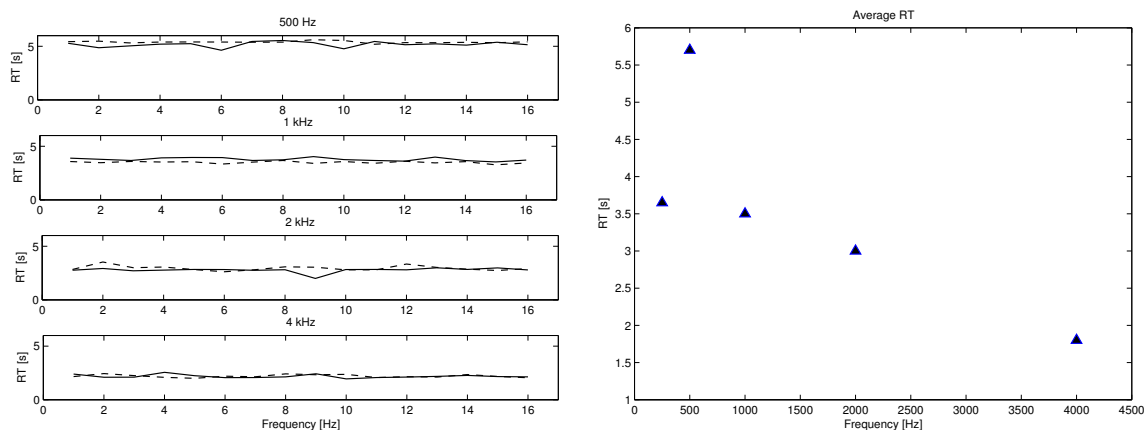 500 Hz
RT [s]
5
0
0 2 4 6 8 10 12 14 16
1 kHz
RT [s]
5
0
0 2 4 6 8 10 12 14 16
2 kHz
RT [s]
5
0
0 2 4 6 8 10 12 14 16
4 kHz
RT [s]
5
0
0 2 4 6 8 10 12 14 16
Frequency [Hz]
Average RT
RT [s]
6
5.5
5
4.5
4
3.5
3
2.5
2
1.5
1
0 500 1000 1500 2000 2500 3000 3500 4000 4500
Frequency [Hz]